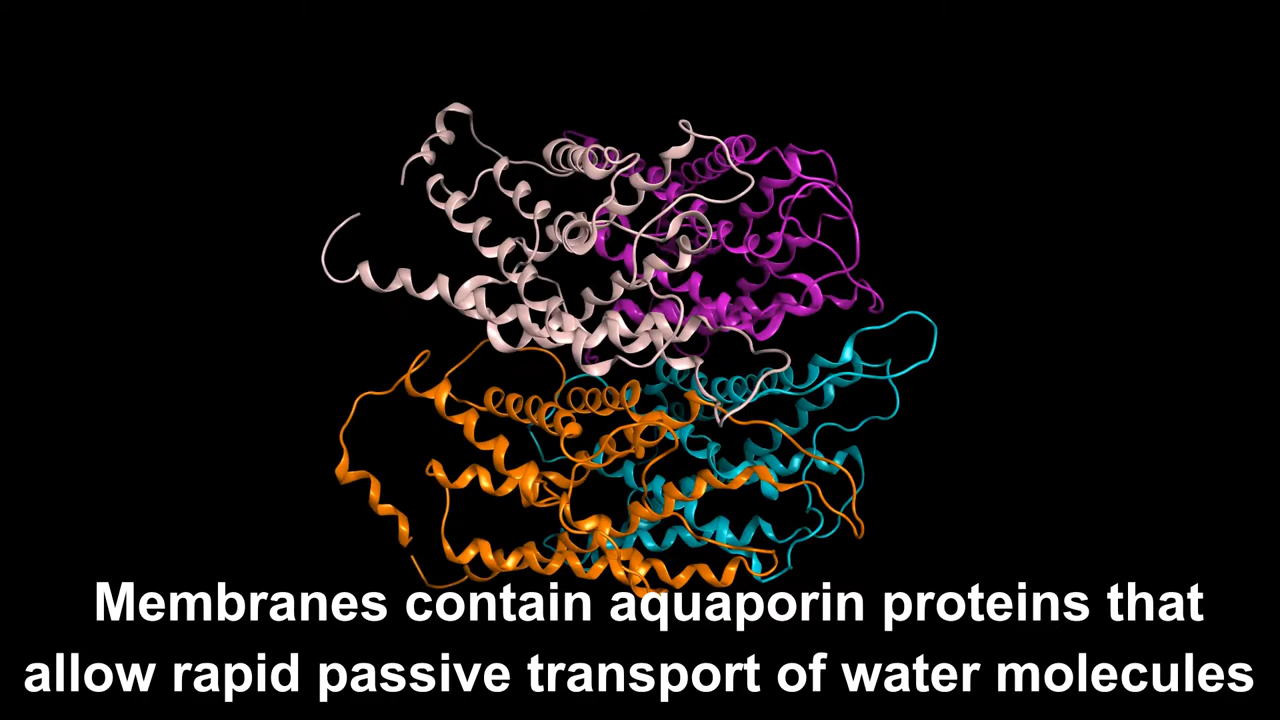 Membranes contain aquaporin proteins that
allow rapid passive transport of water molecules